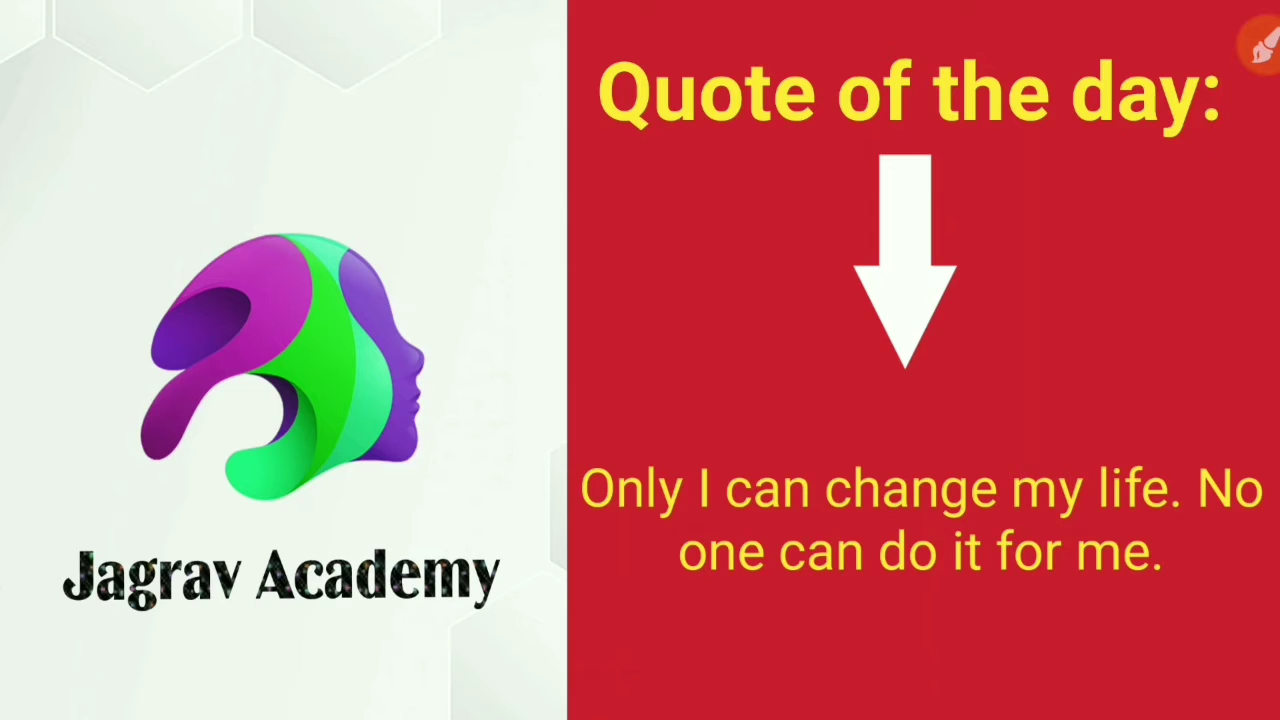 Jagrav Academy
Quote of the day:
Only I can change my life. No
one can do it for me.